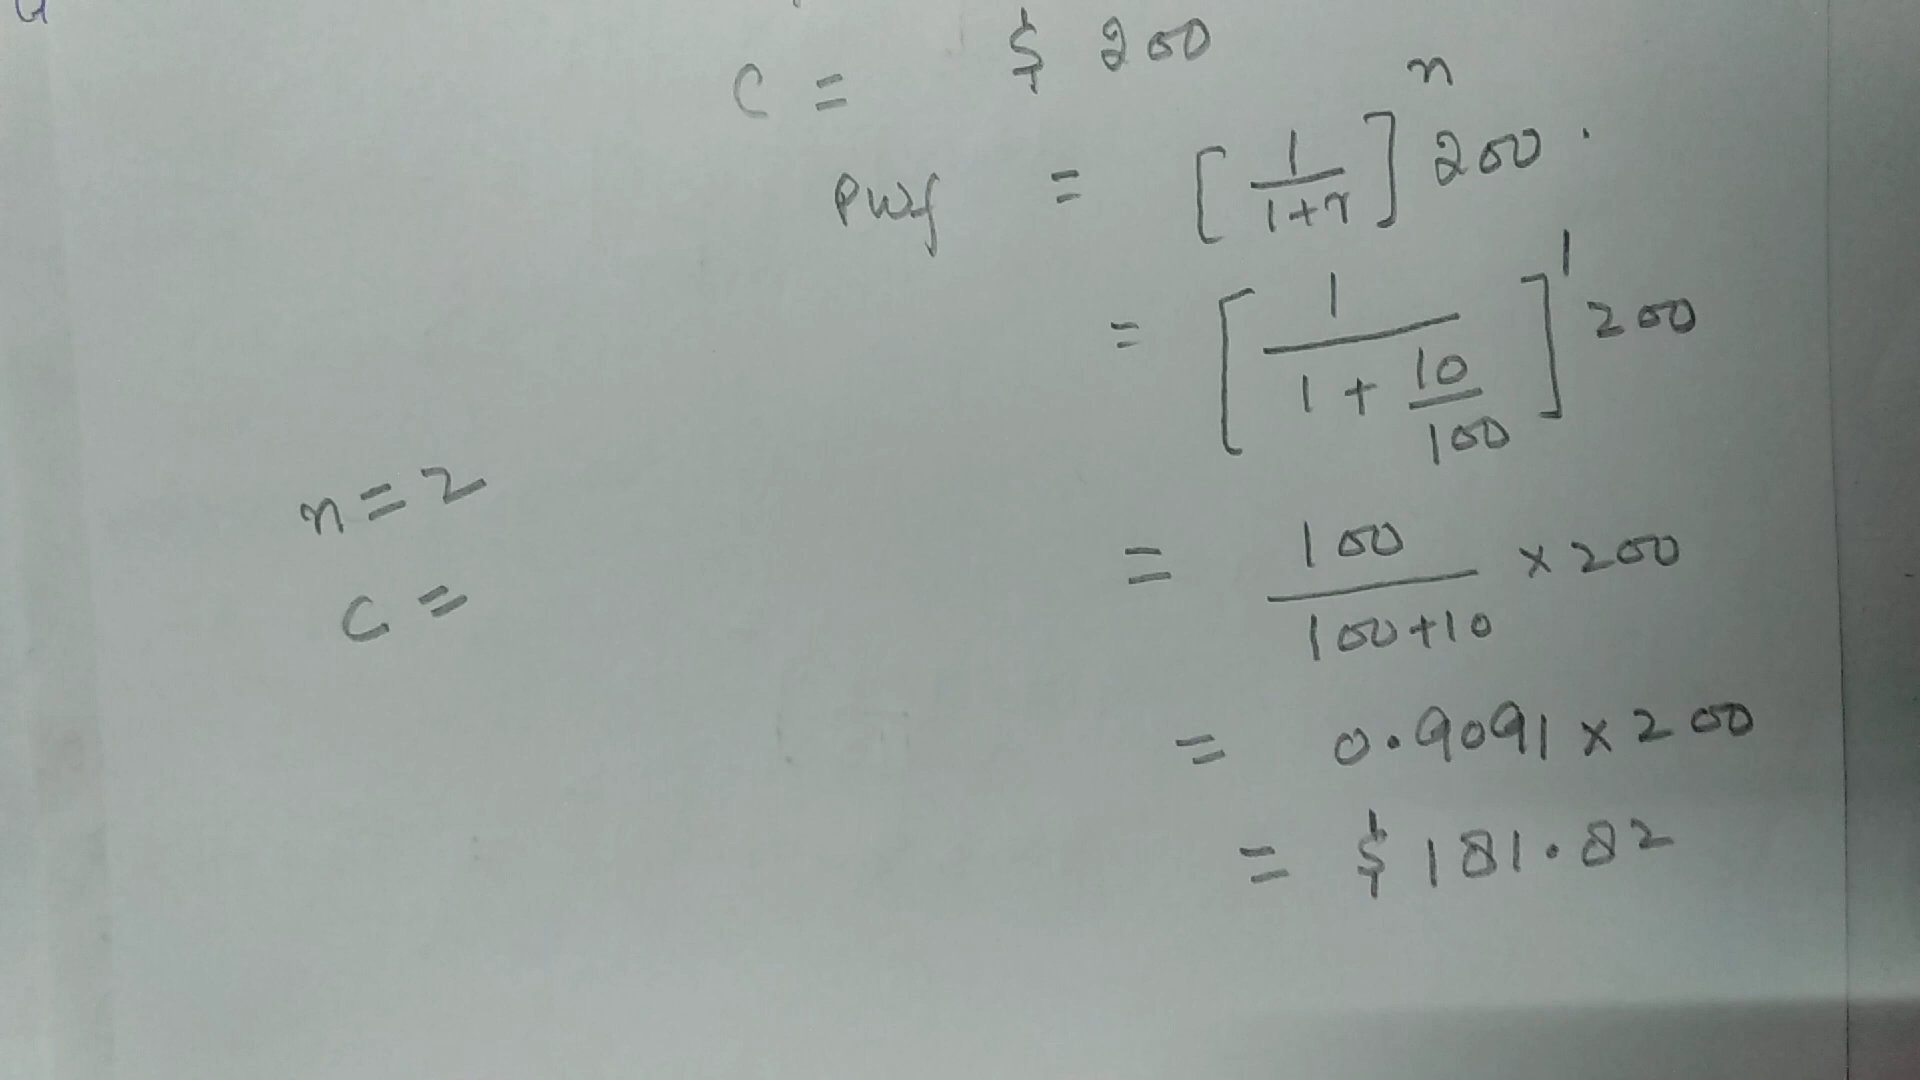 C = $ 200
Pwf = [1/(1+r)]^n 200.
= [1/(1+10/100)]^1 200
n=2
= 100/(100+10) × 200
C =
= 0.9091 × 200
= $ 181.82